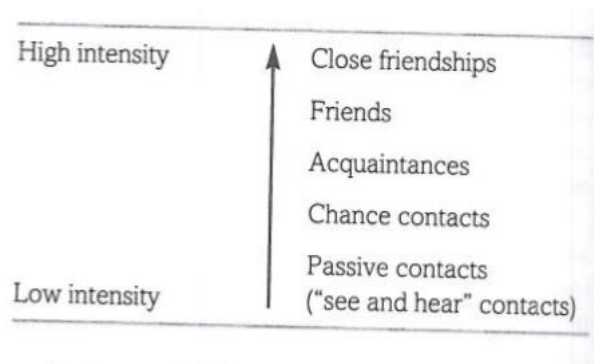 High intensity
Close friendships
Friends
Acquaintances
Chance contacts
Passive contacts
Low intensity
("see and hear" contacts)